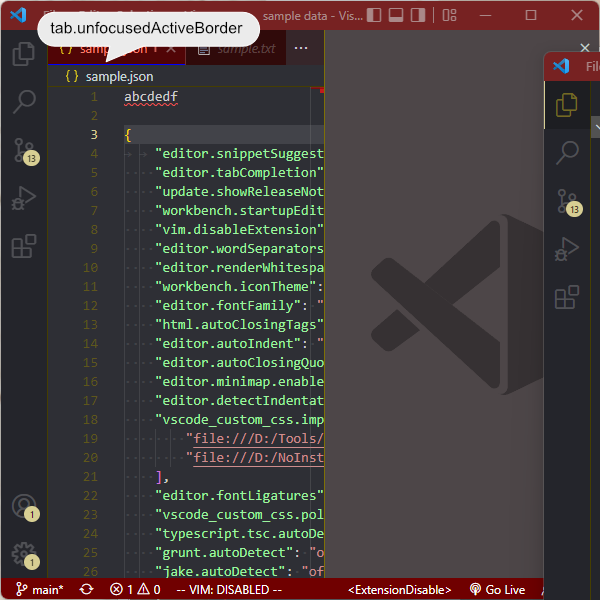 sample data - Vis...
tab.unfocusedActiveBorder
sample.json
sample.txt
{} sample.json
1 abcdedf
2
3 {
4 "editor.snippetSuggest
5 "editor.tabCompletion"
6 "update.showReleaseNot
7 "workbench.startupEdit
8 "vim.disableExtension"
9 "editor.wordSeparators
10 "editor.renderWhitespa
11 "workbench.iconTheme":
12 "editor.fontFamily": "
13 "html.autoClosingTags"
14 "editor.autoIndent": "
15 "editor.autoClosingQuo
16 "editor.minimap.enable
17 "editor.detectIndentat
18 "vscode_custom_css.imp
19 "file:///D:/Tools/
20 "file:///D:/NoInst
21 ],
22 "editor.fontLigatures"
23 "vscode_custom_css.pol
24 "typescript.tsc.autoDe
25 "grunt.autoDetect": "o
26 "jake.autoDetect": "of
13
1
1
File
13
main* 1 0 -- VIM: DISABLED -- <ExtensionDisable> Go Live